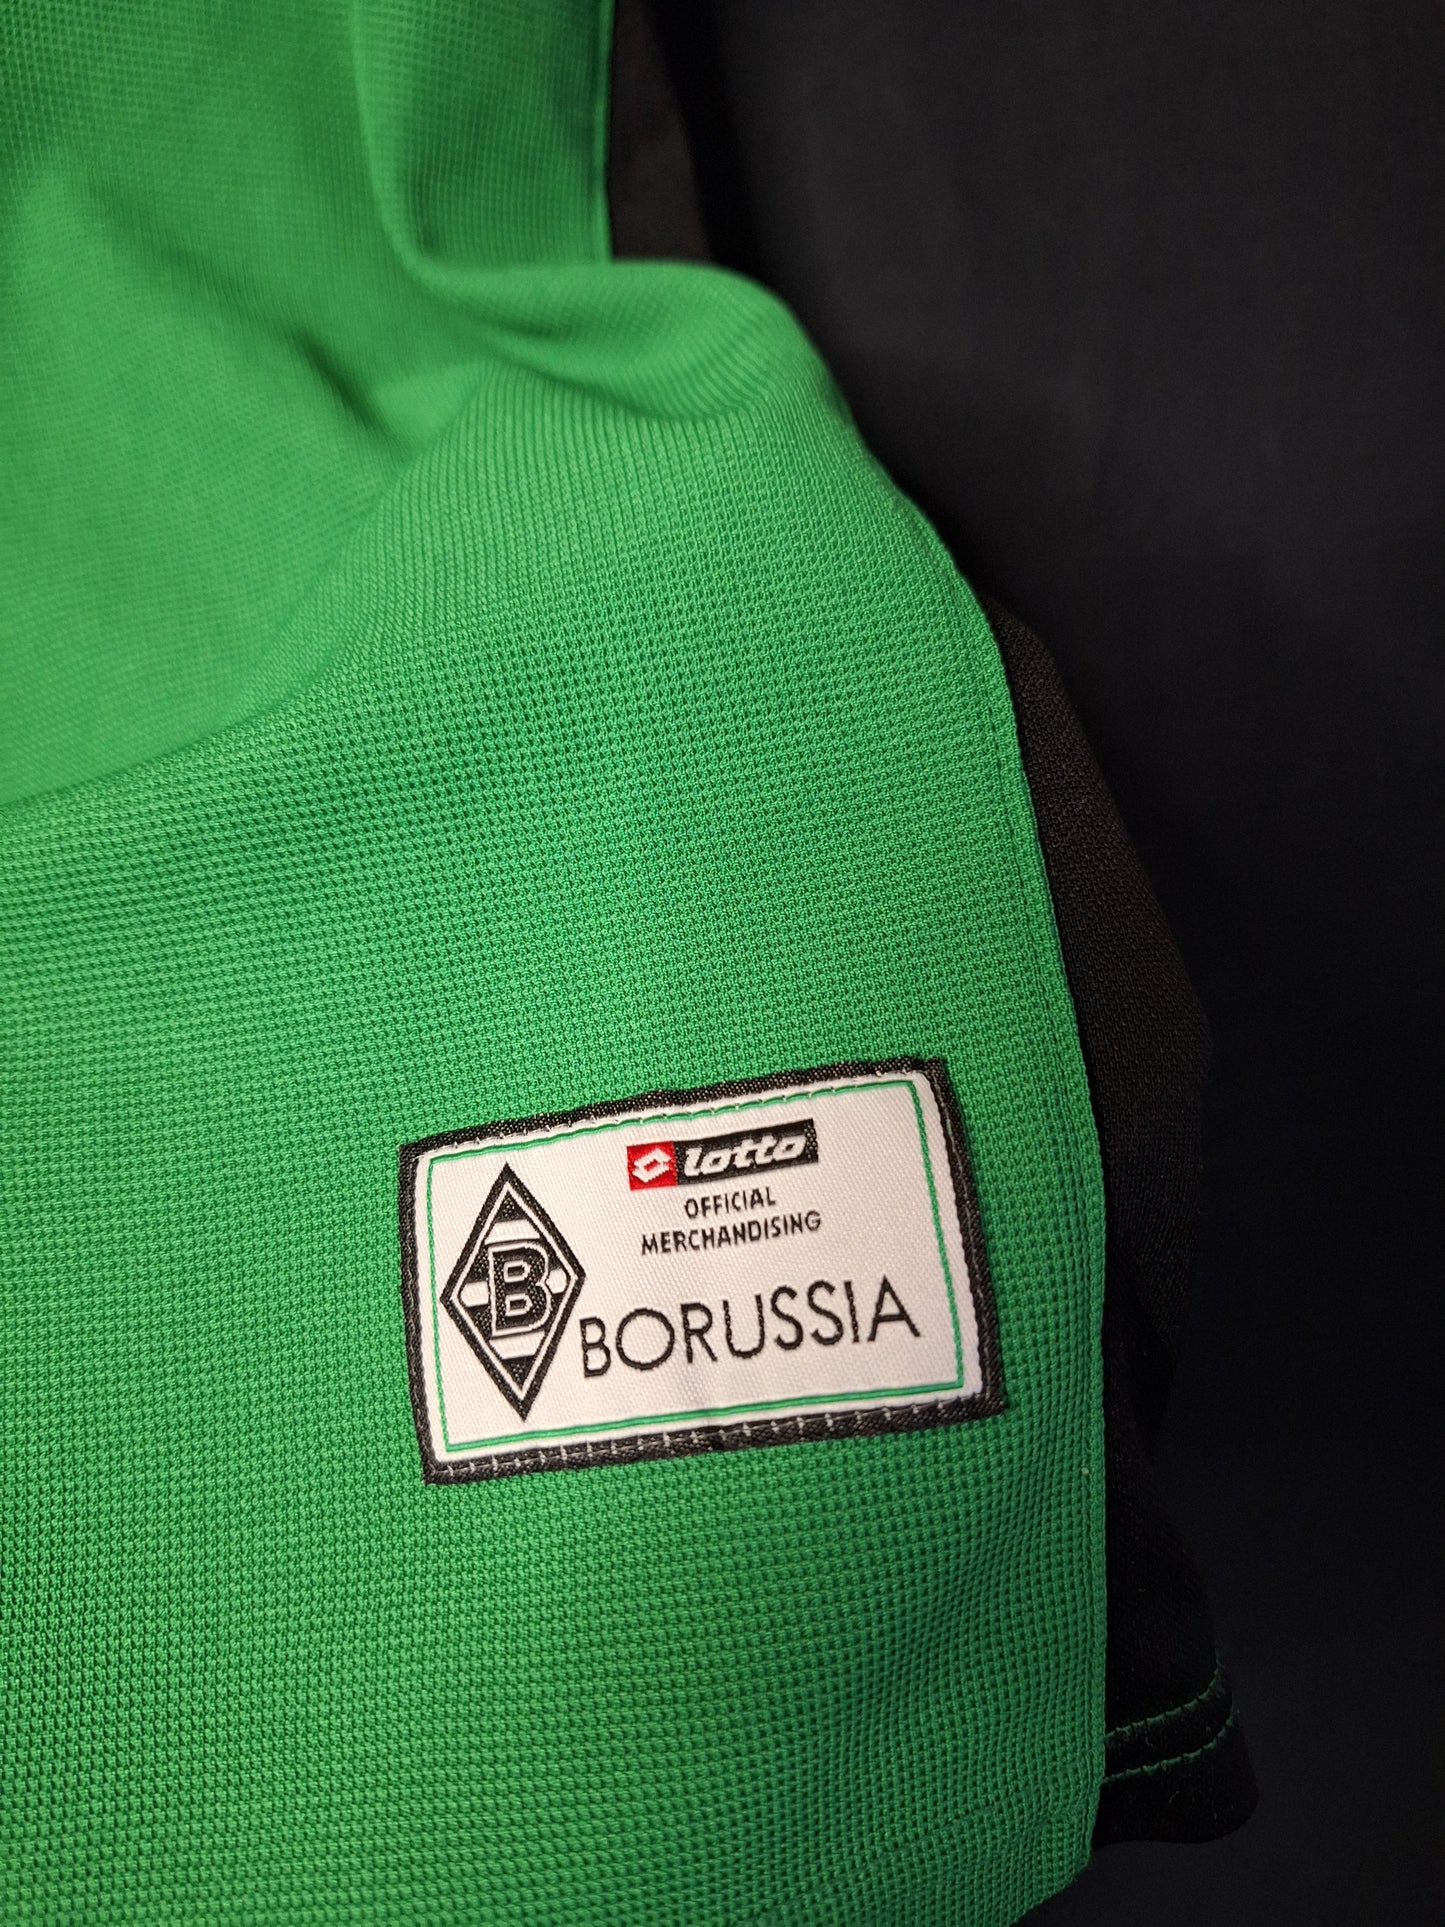 lotto
OFFICIAL
MERCHANDISING
B
BORUSSIA